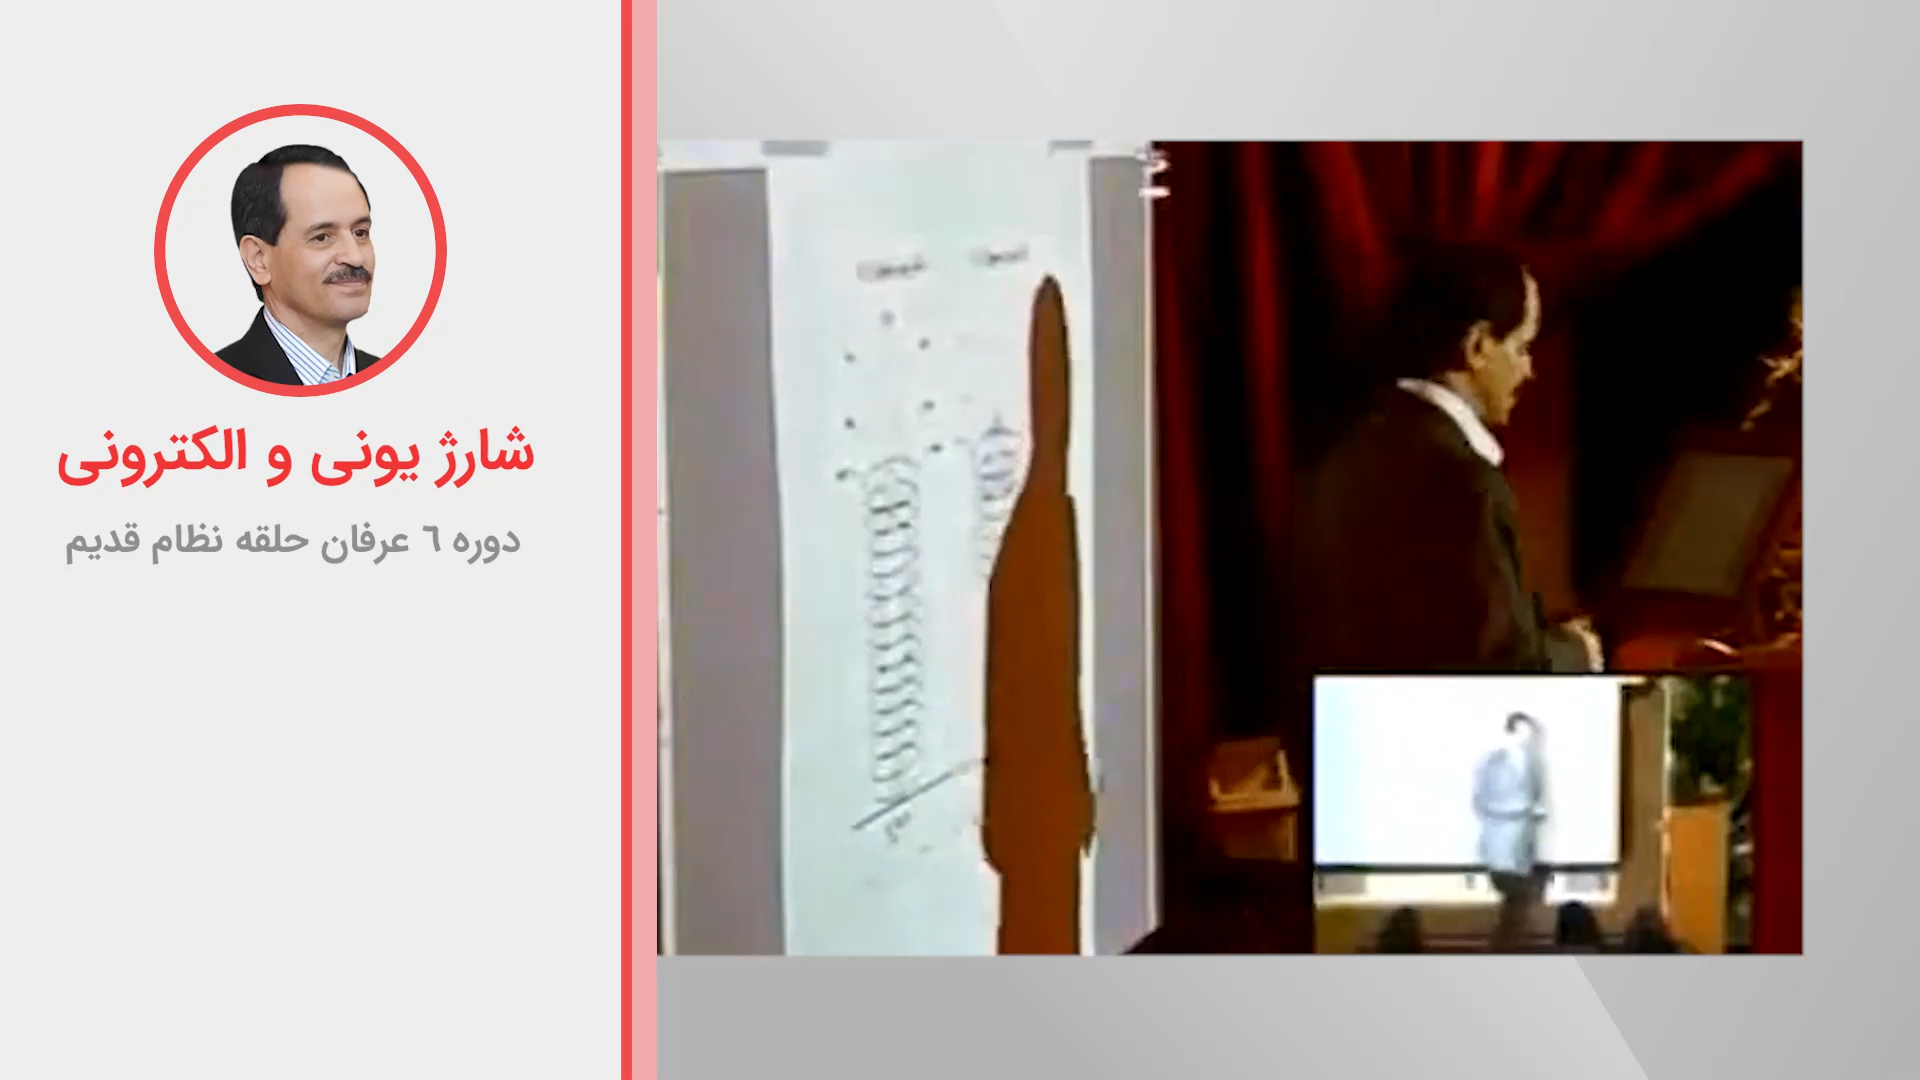 شارژ یونی و الکترونی
دوره ٦ عرفان حلقه نظام قدیم